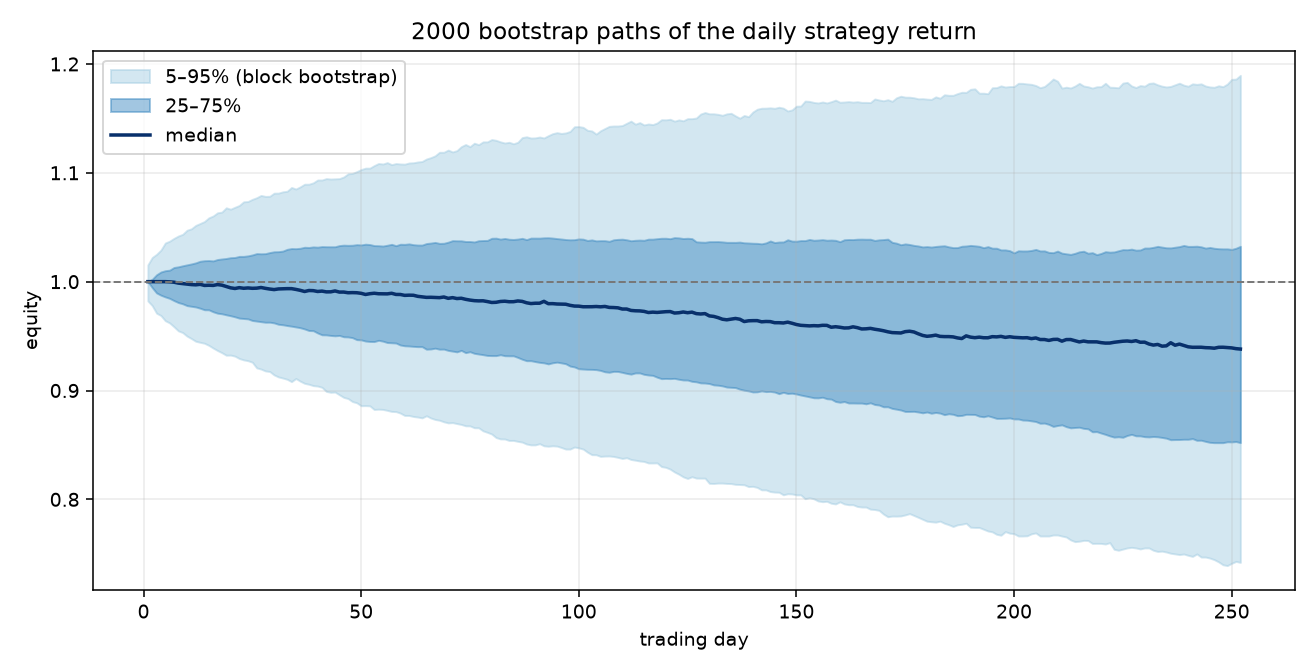 2000 bootstrap paths of the daily strategy return
5–95% (block bootstrap)
25–75%
median
equity
1.2
1.1
1.0
0.9
0.8
0 50 100 150 200 250
trading day